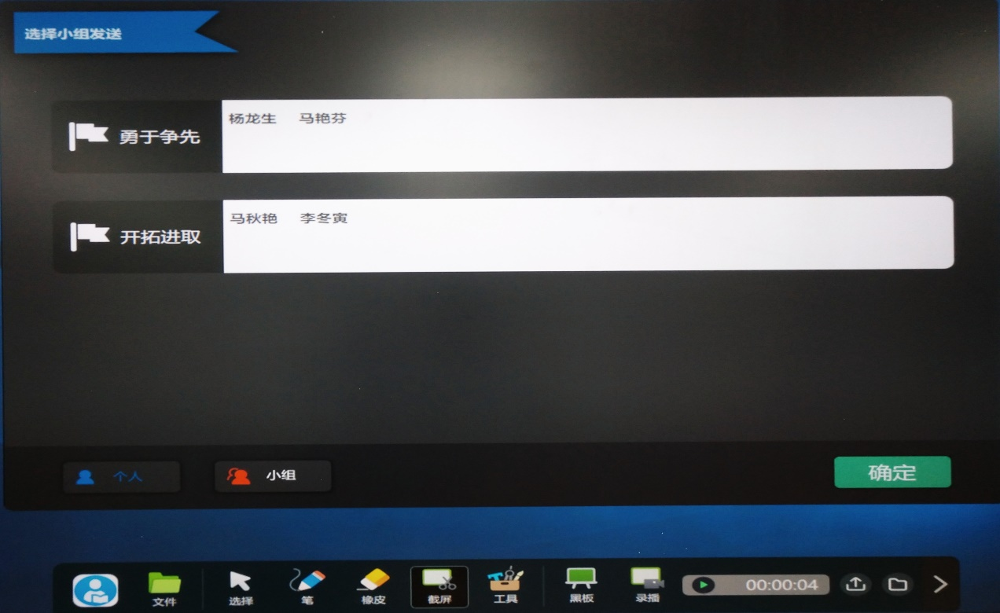 选择小组发送
勇于争先
杨龙生 马艳芬
开拓进取
马秋艳 李冬寅
个人 小组 确定
文件 选择 笔 橡皮 截屏 工具 黑板 录播 00:00:04